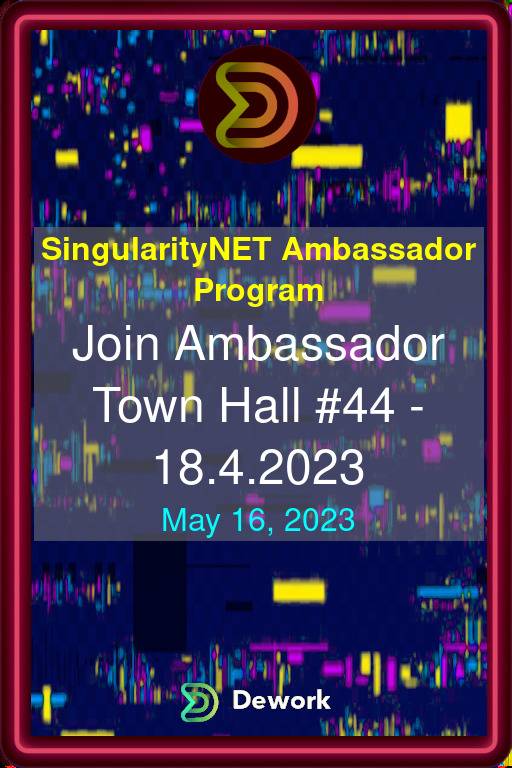 SingularityNET Ambassador
Program
Join Ambassador
Town Hall #44 -
18.4.2023
May 16, 2023
Dework